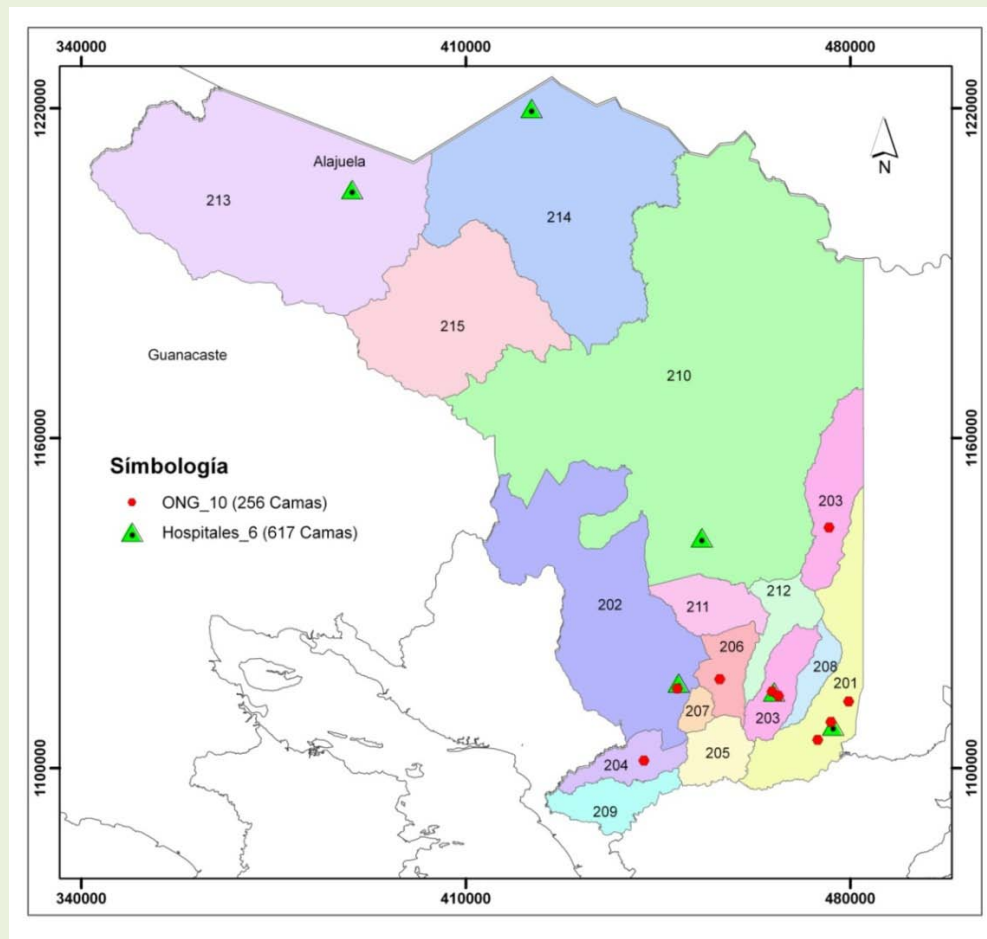 340000 410000 480000
1220000 1220000
Alajuela
N
213
214
215
Guanacaste
210
1160000 1160000
Símbología
ONG_10 (256 Camas)
203
Hospitales_6 (617 Camas)
212
202
211
206
208
201
207
203
205
204
1100000 1100000
209
340000 410000 480000